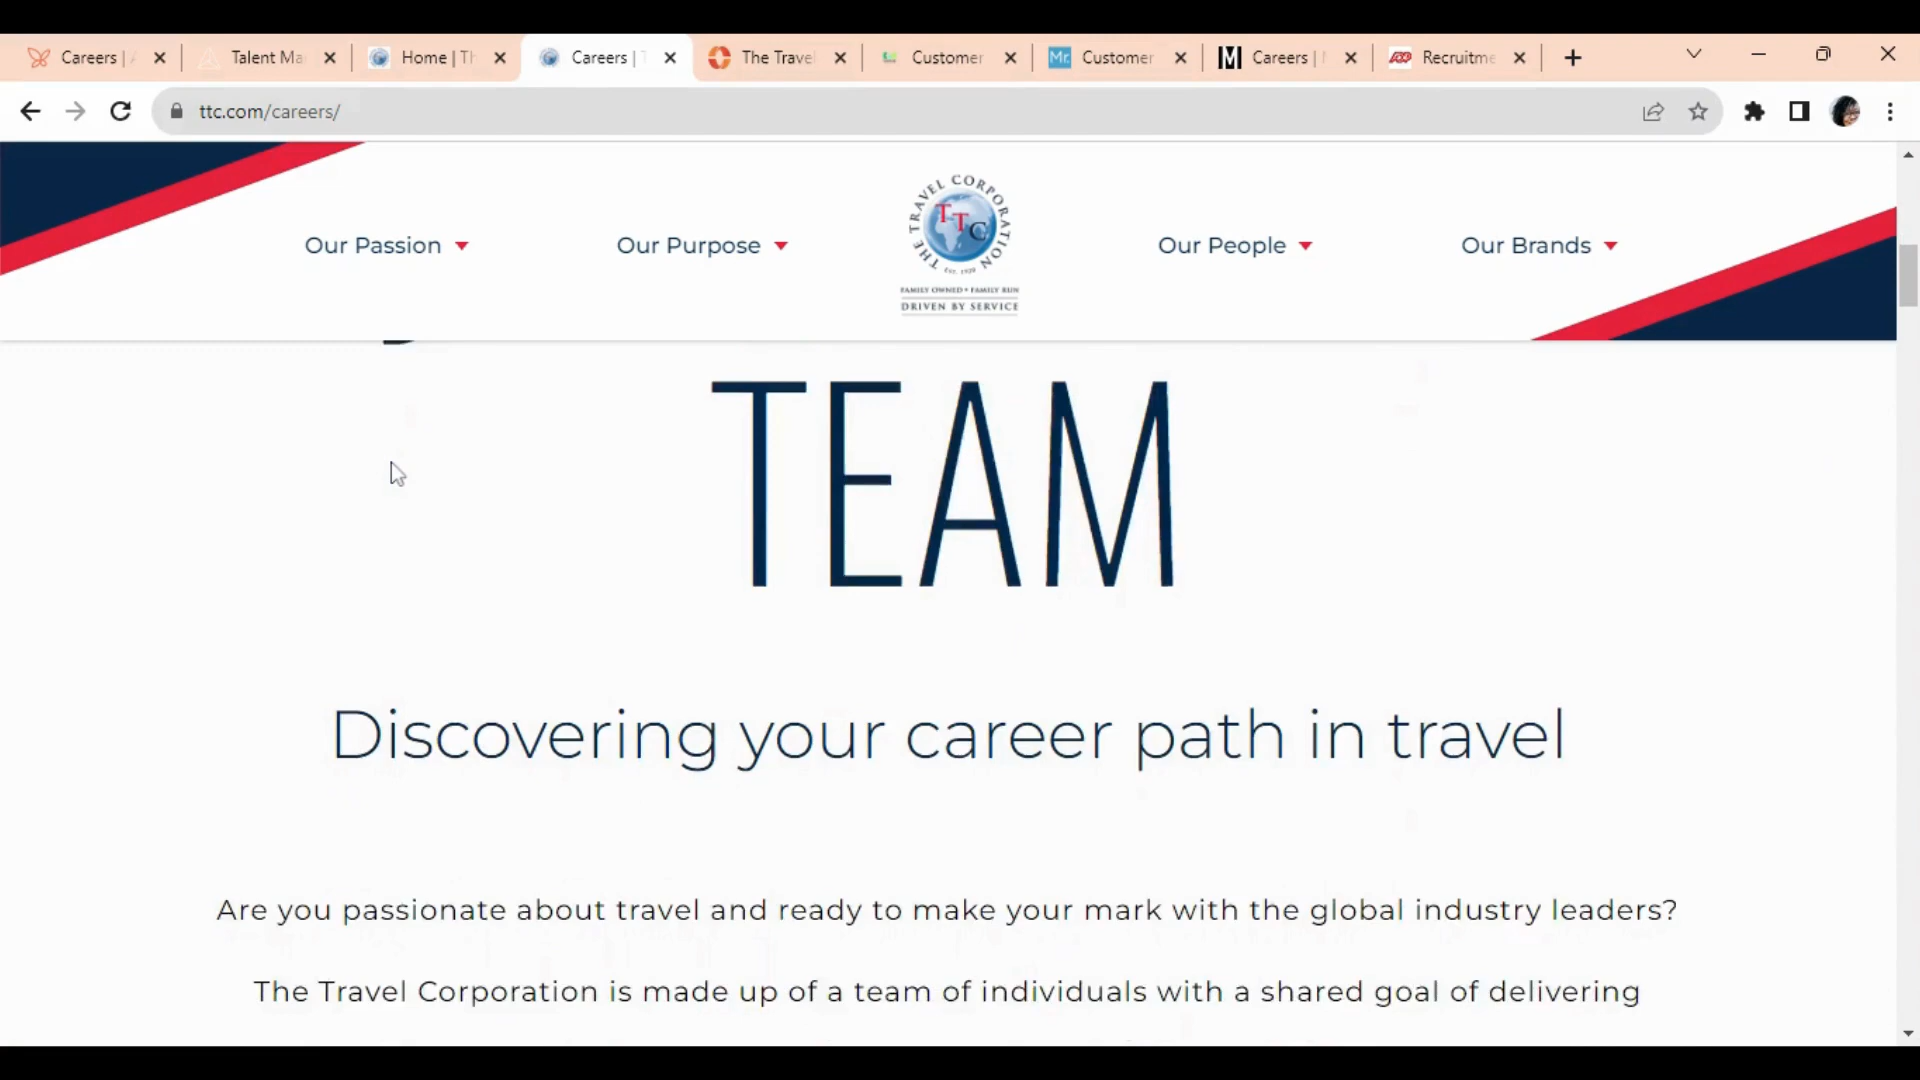 Careers |
Talent Ma
Home | Th
Careers |
The Trave
Customer
Customer
Careers |
Recruitme
ttc.com/careers/
Our Passion
Our Purpose
THE TRAVEL CORPORATION
TTC
EST. 1920
FAMILY OWNED • FAMILY RUN
DRIVEN BY SERVICE
Our People
Our Brands
TEAM
Discovering your career path in travel
Are you passionate about travel and ready to make your mark with the global industry leaders?
The Travel Corporation is made up of a team of individuals with a shared goal of delivering